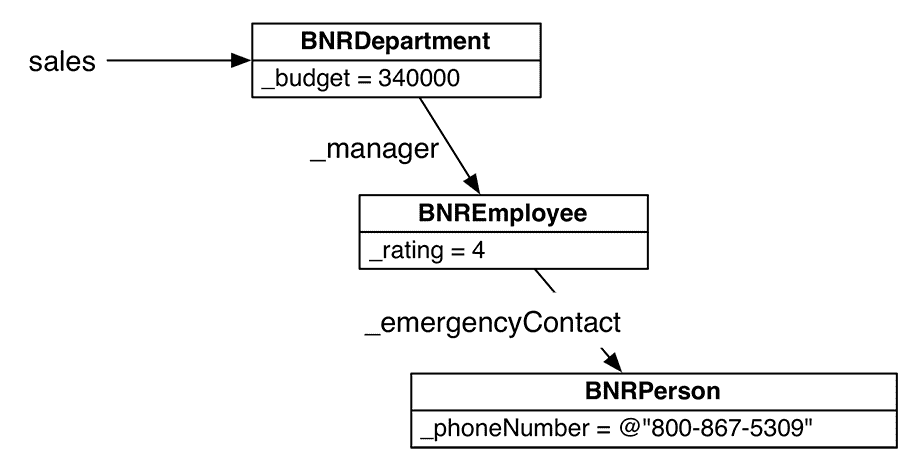 sales
BNRDepartment
_budget = 340000
_manager
BNREmployee
_rating = 4
_emergencyContact
BNRPerson
_phoneNumber = @"800-867-5309"